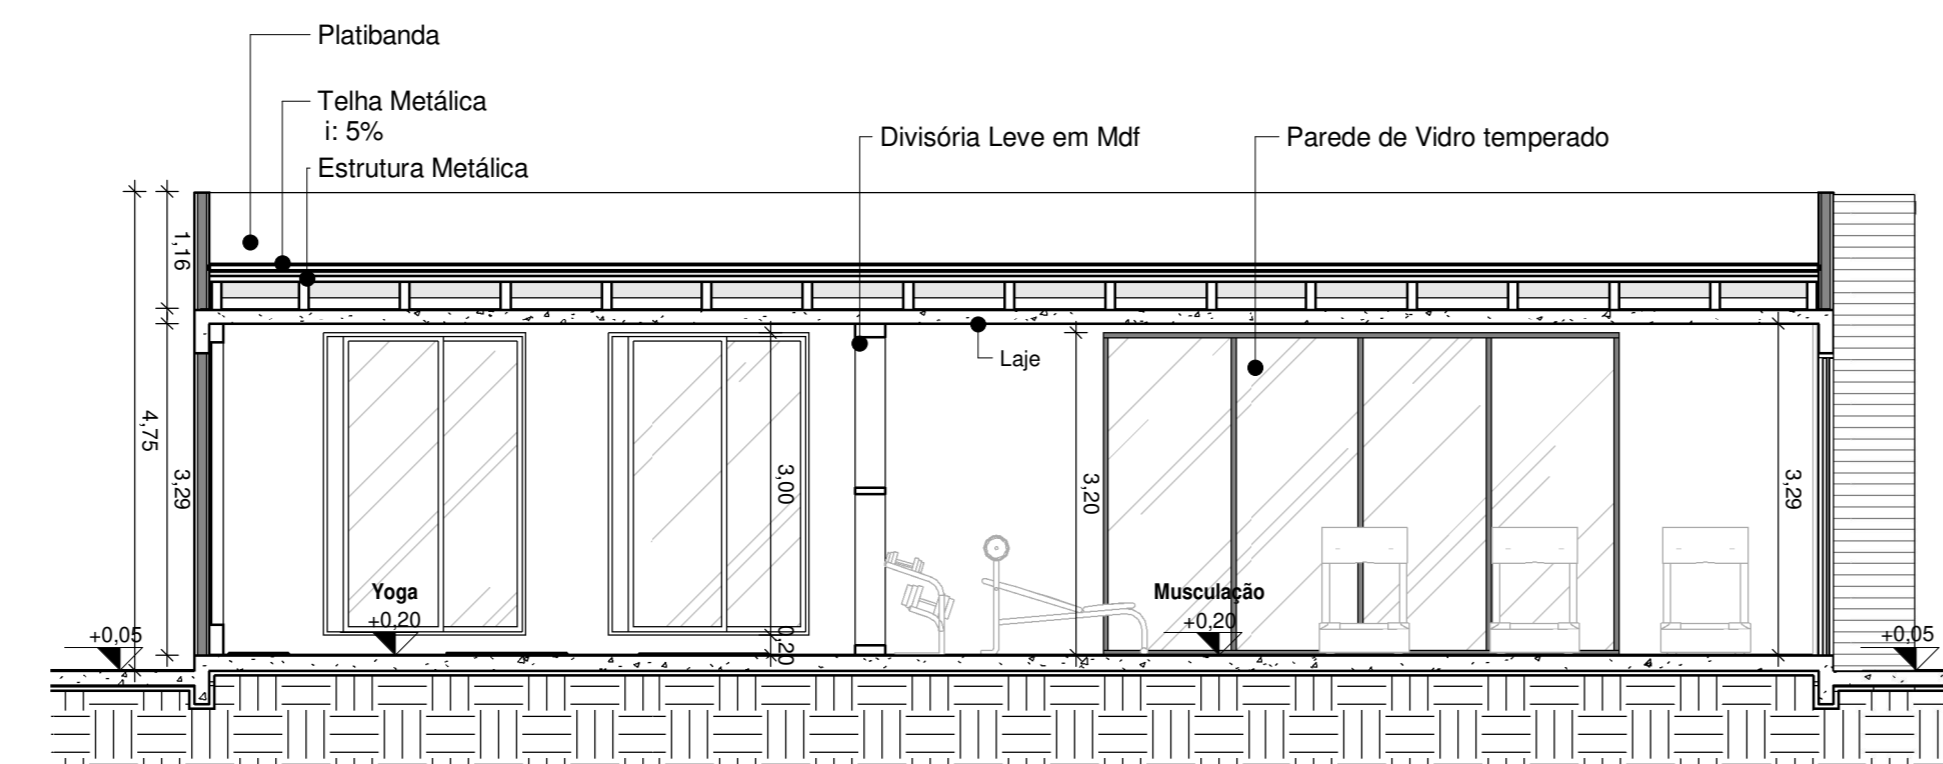 Platibanda
Telha Metálica
i: 5%
Estrutura Metálica
Divisória Leve em Mdf
Parede de Vidro temperado
1,16
Laje
4,75
3,29
3,00
3,20
3,29
Yoga
+0,20
Musculação
+0,20
+0,05
0,20
+0,05